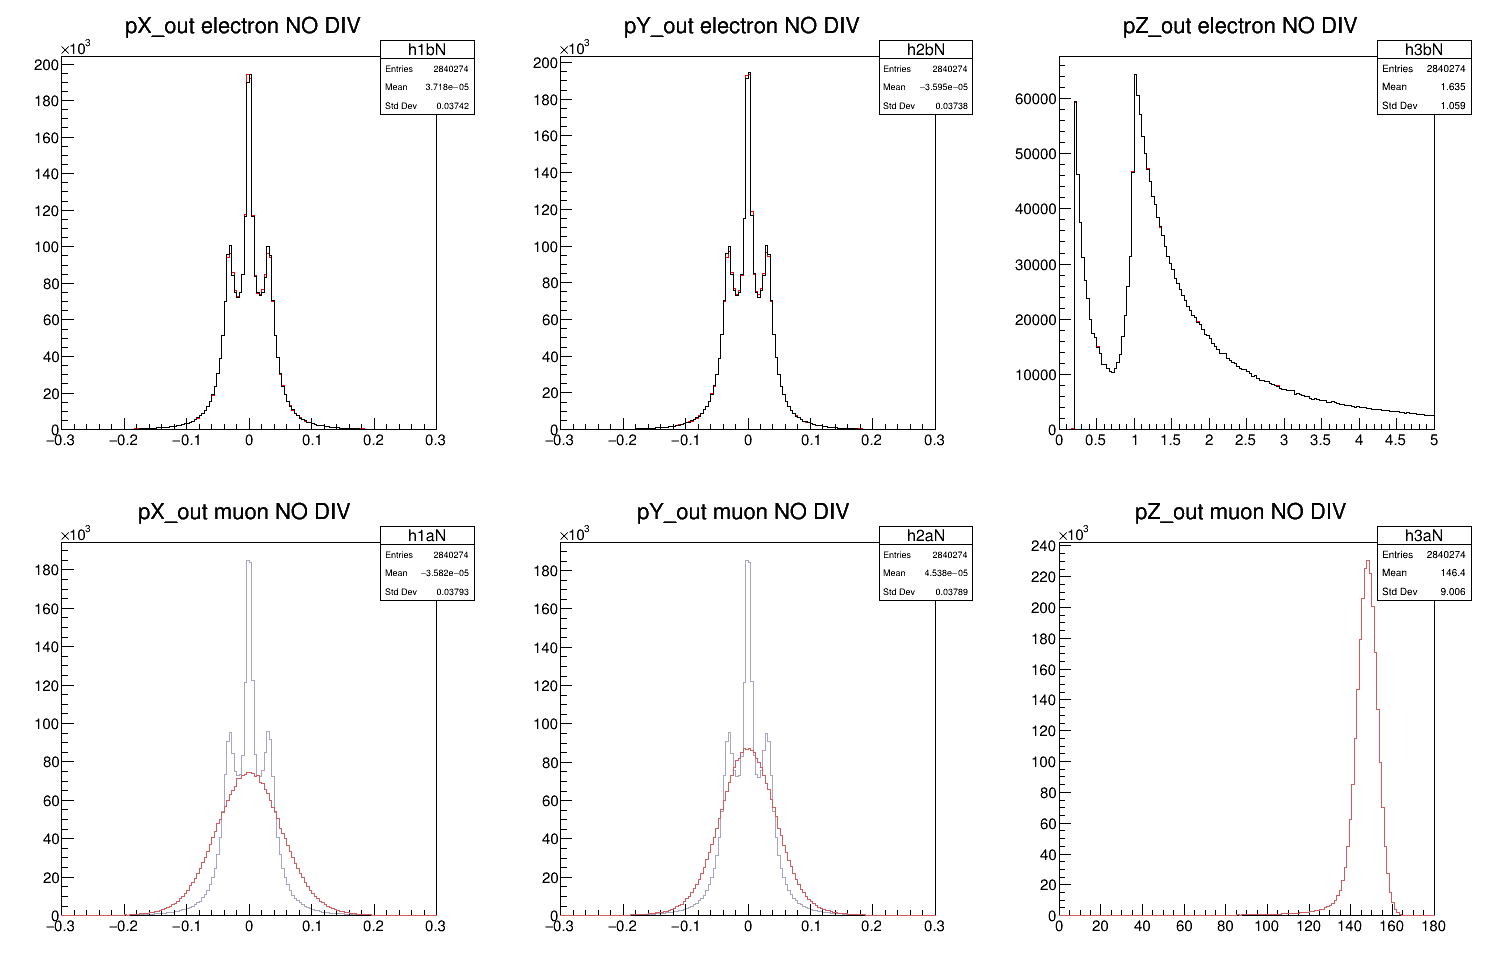 pX_out electron NO DIV
×10³
h1bN
Entries 2840274
Mean 3.718e−05
Std Dev 0.03742
200
180
160
140
120
100
80
60
40
20
0
−0.3 −0.2 −0.1 0 0.1 0.2 0.3
pY_out electron NO DIV
×10³
h2bN
Entries 2840274
Mean −3.595e−05
Std Dev 0.03738
200
180
160
140
120
100
80
60
40
20
0
−0.3 −0.2 −0.1 0 0.1 0.2 0.3
pZ_out electron NO DIV
h3bN
Entries 2840274
Mean 1.635
Std Dev 1.059
60000
50000
40000
30000
20000
10000
0
0 0.5 1 1.5 2 2.5 3 3.5 4 4.5 5
pX_out muon NO DIV
×10³
h1aN
Entries 2840274
Mean −3.582e−05
Std Dev 0.03793
180
160
140
120
100
80
60
40
20
0
−0.3 −0.2 −0.1 0 0.1 0.2 0.3
pY_out muon NO DIV
×10³
h2aN
Entries 2840274
Mean 4.538e−05
Std Dev 0.03789
180
160
140
120
100
80
60
40
20
0
−0.3 −0.2 −0.1 0 0.1 0.2 0.3
pZ_out muon NO DIV
×10³
h3aN
Entries 2840274
Mean 146.4
Std Dev 9.006
240
220
200
180
160
140
120
100
80
60
40
20
0
0 20 40 60 80 100 120 140 160 180